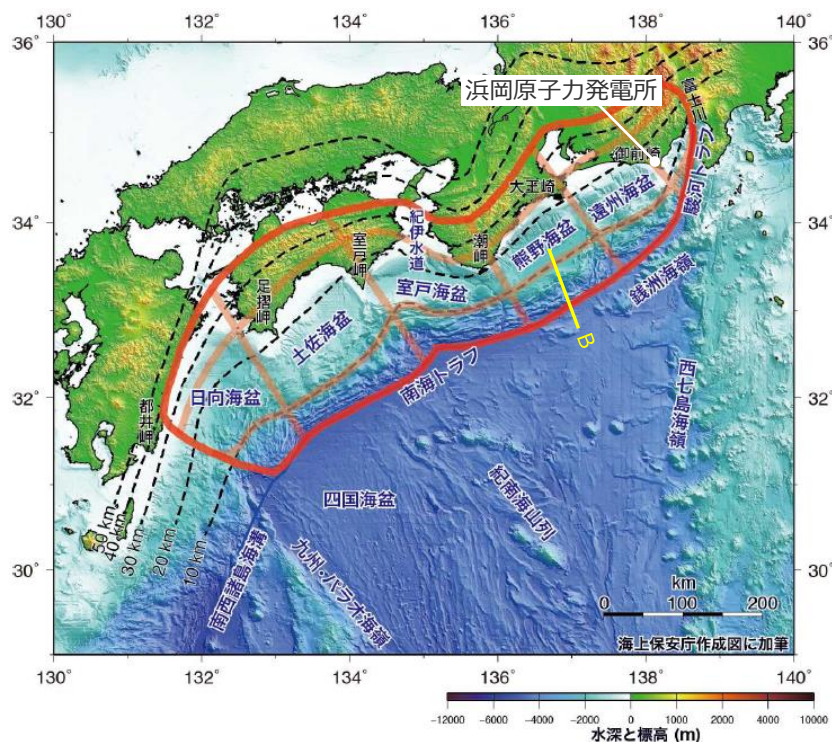 130°
132°
134°
136°
138°
140°
36°
34°
32°
30°
浜岡原子力発電所
富士川
御前崎
駿河トラフ
大王崎
遠州海盆
紀伊水道
潮岬
熊野海盆
室戸岬
室戸海盆
銭洲海嶺
足摺岬
土佐海盆
B
日向海盆
南海トラフ
西七島海嶺
都井岬
四国海盆
紀南海山列
50 km
40 km
30 km
20 km
10 km
南西諸島海溝
九州・パラオ海嶺
km
0 100 200
海上保安庁作成図に加筆
130°
132°
134°
136°
138°
140°
-12000 -6000 -4000 -2000 0 1000 2000 4000 10000
水深と標高 (m)